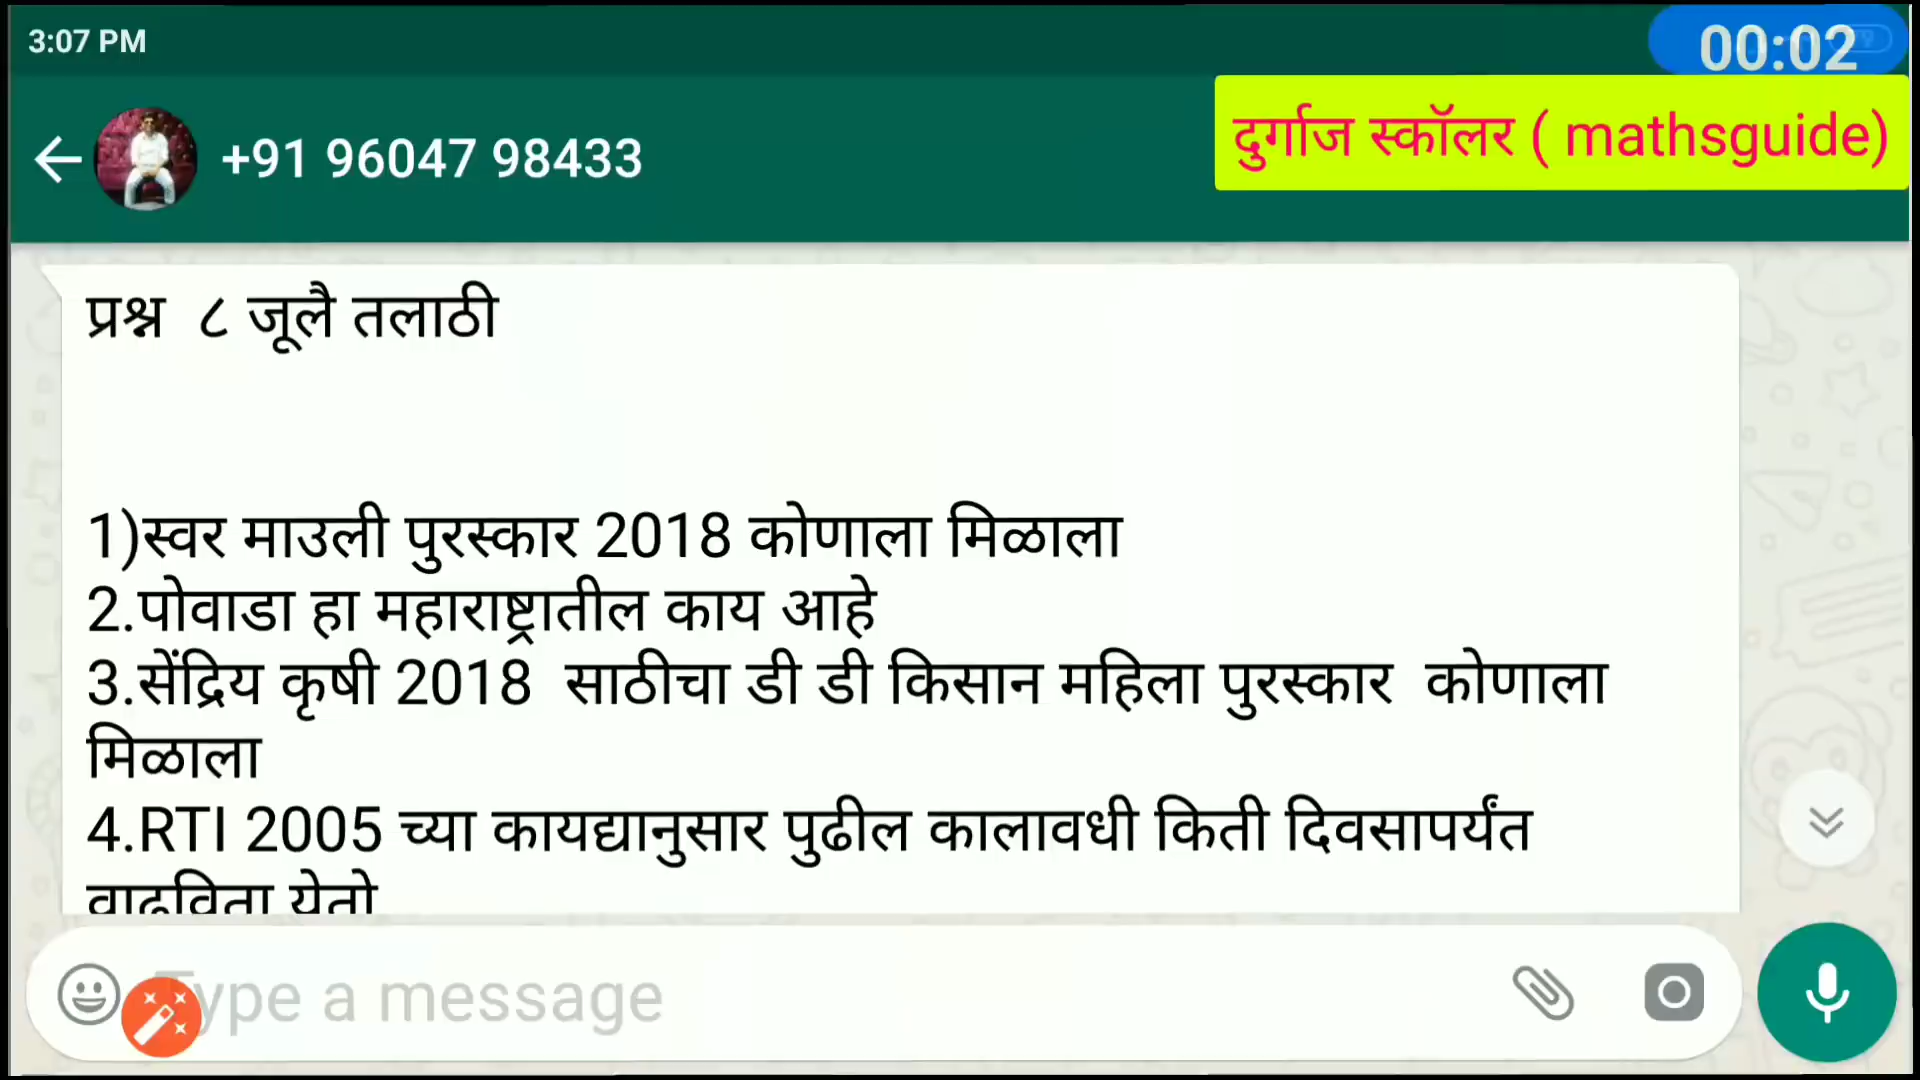 3:07 PM
00:02
+91 96047 98433
दुर्गाज स्कॉलर ( mathsguide)
प्रश्न ८ जूलै तलाठी
1)स्वर माउली पुरस्कार 2018 कोणाला मिळाला
2.पोवाडा हा महाराष्ट्रातील काय आहे
3.सेंद्रिय कृषी 2018 साठीचा डी डी किसान महिला पुरस्कार कोणाला
मिळाला
4.RTI 2005 च्या कायद्यानुसार पुढील कालावधी किती दिवसापर्यंत
वाढविता येतो
Type a message